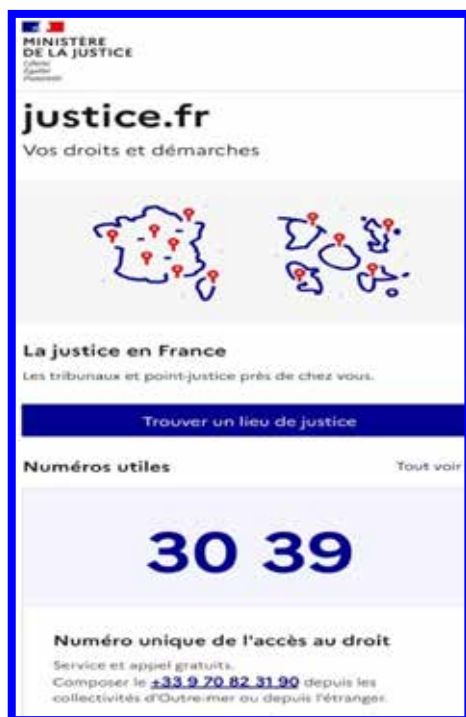 MINISTÈRE
DE LA JUSTICE
Liberté
Égalité
Fraternité
justice.fr
Vos droits et démarches
La justice en France
Les tribunaux et point-justice près de chez vous.
Trouver un lieu de justice
Numéros utiles
Tout voir
30 39
Numéro unique de l'accès au droit
Service et appel gratuits.
Composer le +33 9 70 82 31 90 depuis les
collectivités d'Outre-mer ou depuis l'étranger.